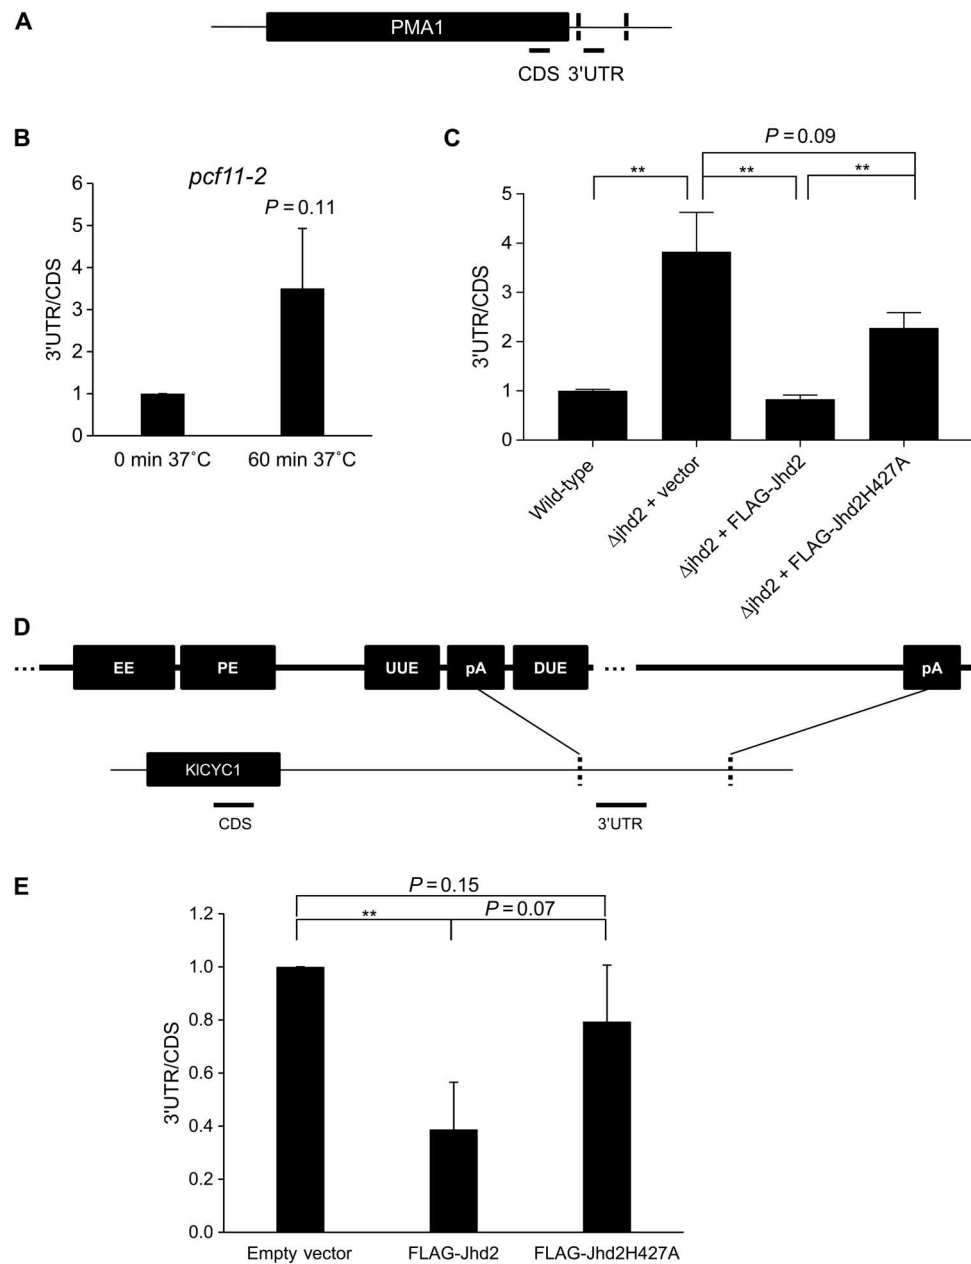 A
PMA1
CDS 3'UTR
B
pcf11-2
P = 0.11
3'UTR/CDS
6
5
4
3
2
1
0
0 min 37˚C 60 min 37˚C
C
P = 0.09
** ** **
3'UTR/CDS
5
4
3
2
1
0
Wild-type
Δjhd2 + vector
Δjhd2 + FLAG-Jhd2
Δjhd2 + FLAG-Jhd2H427A
D
... EE PE UUE pA DUE ... pA
KlCYC1
CDS 3'UTR
E
P = 0.15
** P = 0.07
3'UTR/CDS
1.2
1.0
0.8
0.6
0.4
0.2
0.0
Empty vector FLAG-Jhd2 FLAG-Jhd2H427A